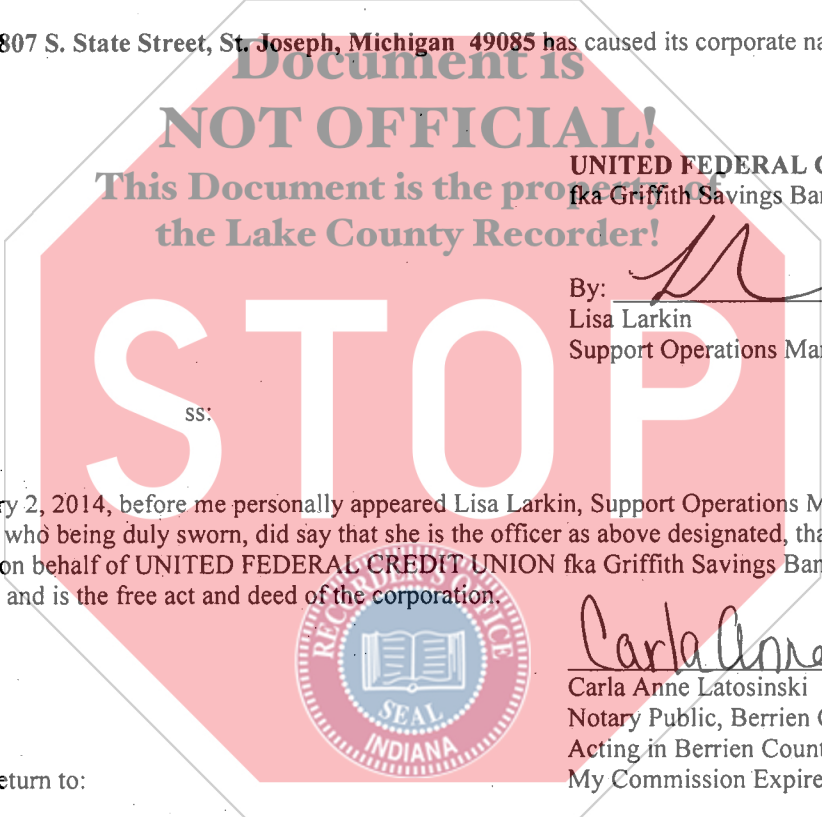 807 S. State Street, St. Joseph, Michigan 49085 has caused its corporate na
Document is
NOT OFFICIAL!
This Document is the property of
the Lake County Recorder!
UNITED FEDERAL C
fka Griffith Savings Ban
By:
Lisa Larkin
Support Operations Man
STOP
ss:
ry 2, 2014, before me personally appeared Lisa Larkin, Support Operations M
who being duly sworn, did say that she is the officer as above designated, tha
on behalf of UNITED FEDERAL CREDIT UNION fka Griffith Savings Ban
and is the free act and deed of the corporation.
RECORDER'S OFFICE
SEAL
INDIANA
Carla Anne
Carla Anne Latosinski
Notary Public, Berrien C
Acting in Berrien Count
My Commission Expire
eturn to: